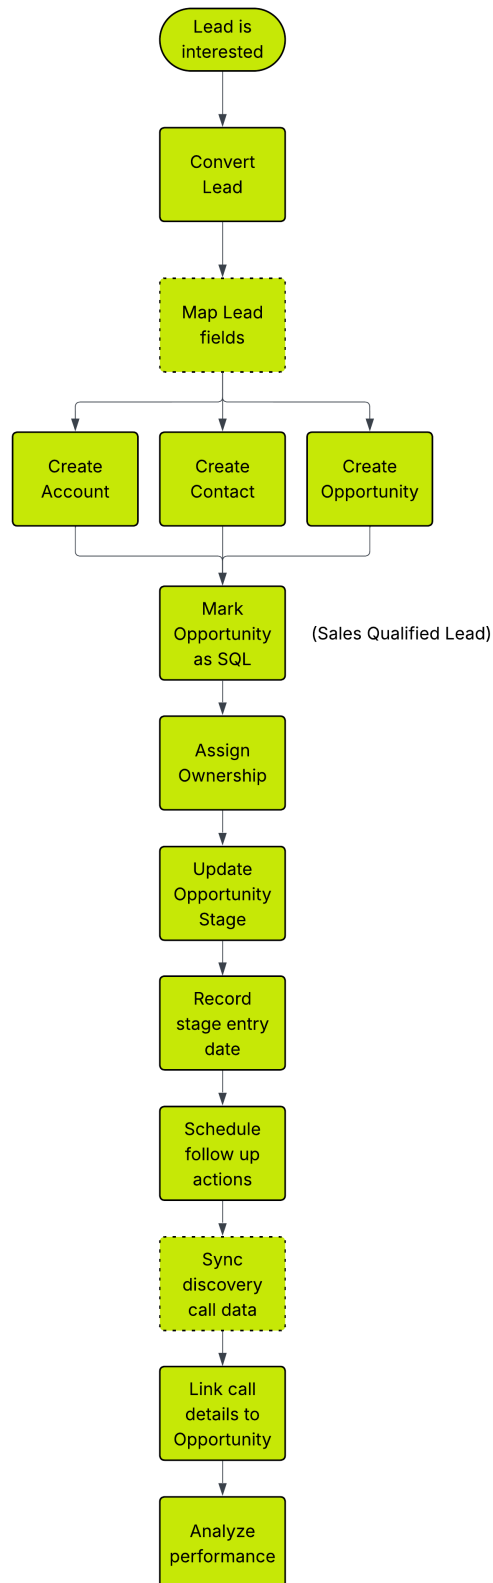 Lead is
interested
Convert
Lead
Map Lead
fields
Create
Account
Create
Contact
Create
Opportunity
Mark
Opportunity
as SQL
(Sales Qualified Lead)
Assign
Ownership
Update
Opportunity
Stage
Record
stage entry
date
Schedule
follow up
actions
Sync
discovery
call data
Link call
details to
Opportunity
Analyze
performance